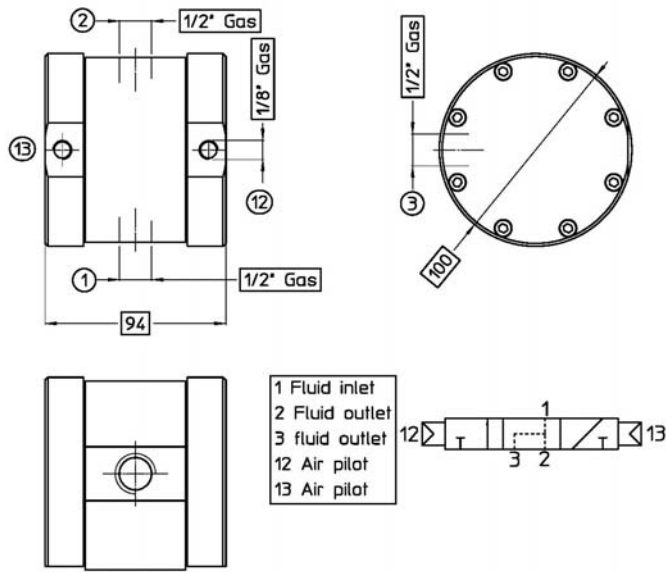 2
1/2" Gas
1/8" Gas
13
12
1
1/2" Gas
94
1/2" Gas
3
100
1 Fluid inlet
2 Fluid outlet
3 fluid outlet
12 Air pilot
13 Air pilot
1
12
13
3
2